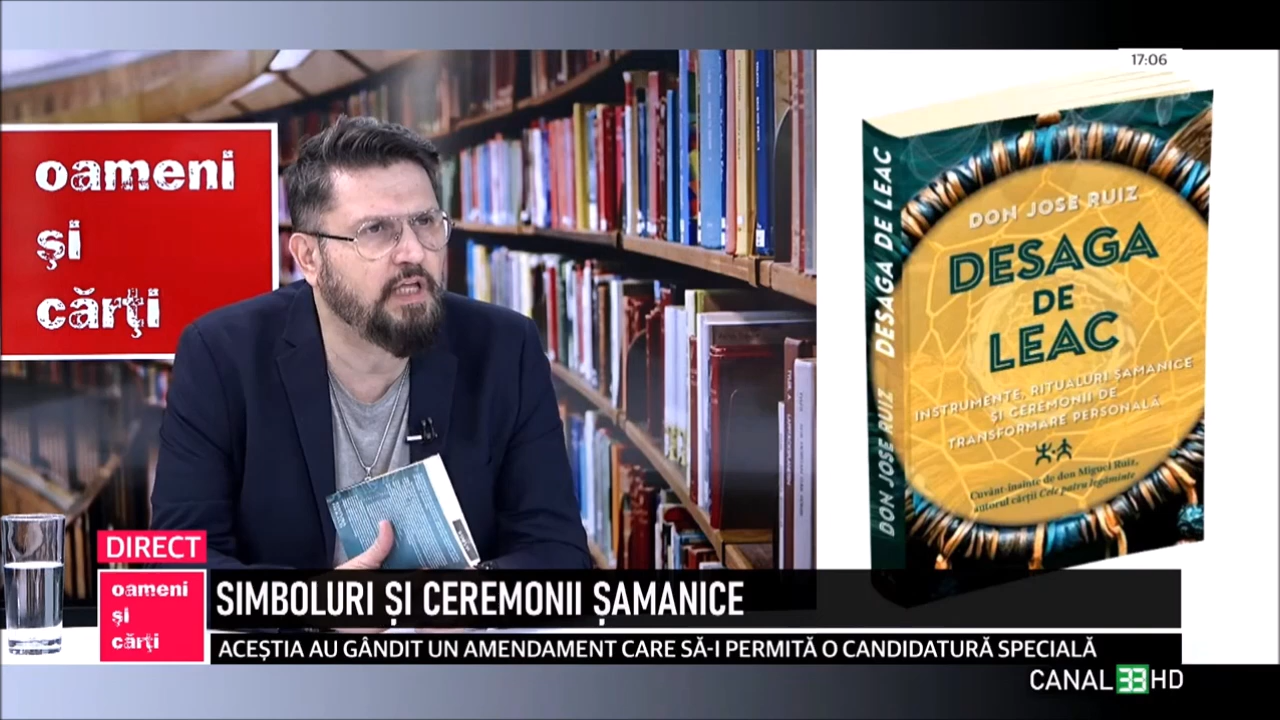 17:06
oameni
și
cărți
DESAGA DE LEAC
DON JOSE RUIZ
DON JOSE RUIZ
DESAGA
DE
LEAC
INSTRUMENTE, RITUALURI ȘAMANICE
ȘI CEREMONII DE
TRANSFORMARE PERSONALĂ
Cuvânt-înainte de don Miguel Ruiz,
autorul cărții Cele patru legăminte
DIRECT
oameni
și
cărți
SIMBOLURI ȘI CEREMONII ȘAMANICE
ACEȘTIA AU GÂNDIT UN AMENDAMENT CARE SĂ-I PERMITĂ O CANDIDATURĂ SPECIALĂ
CANAL 33 HD